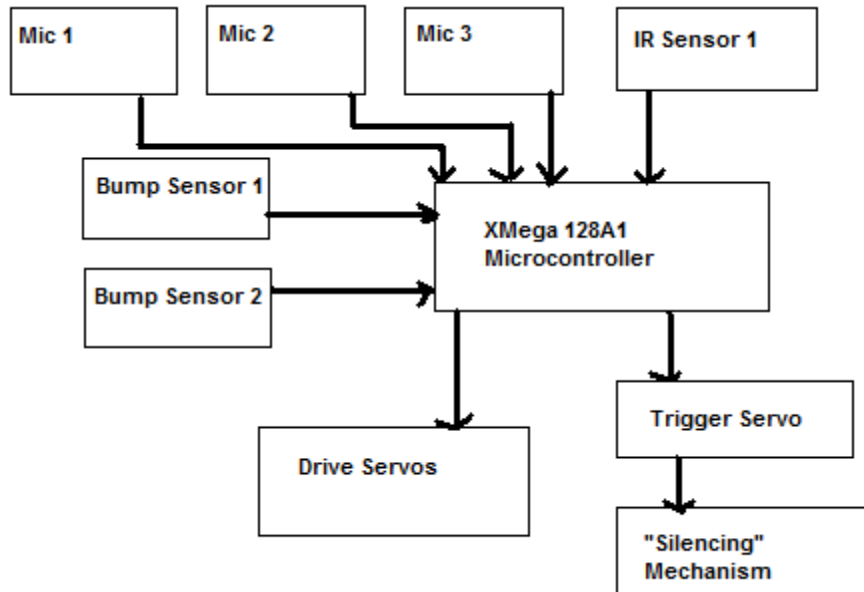 Mic 1
Mic 2
Mic 3
IR Sensor 1
Bump Sensor 1
XMega 128A1
Microcontroller
Bump Sensor 2
Trigger Servo
Drive Servos
"Silencing"
Mechanism